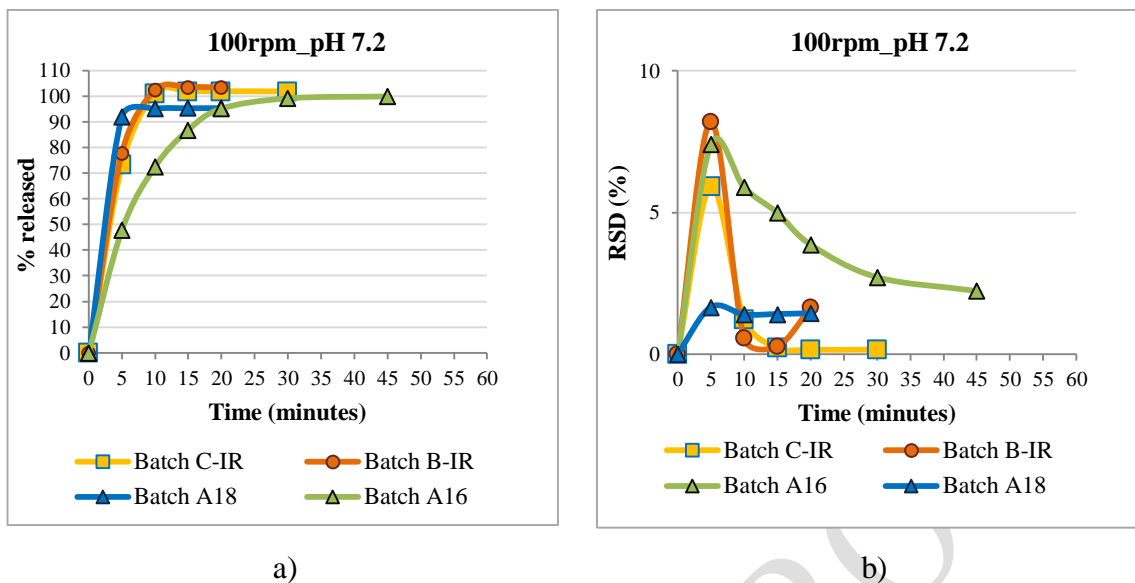 100rpm_pH 7.2
% released
110
100
90
80
70
60
50
40
30
20
10
0
0 5 10 15 20 25 30 35 40 45 50 55 60
Time (minutes)
Batch C-IR Batch B-IR
Batch A18 Batch A16
a)
100rpm_pH 7.2
RSD (%)
10
5
0
0 5 10 15 20 25 30 35 40 45 50 55 60
Time (minutes)
Batch C-IR Batch B-IR
Batch A16 Batch A18
b)